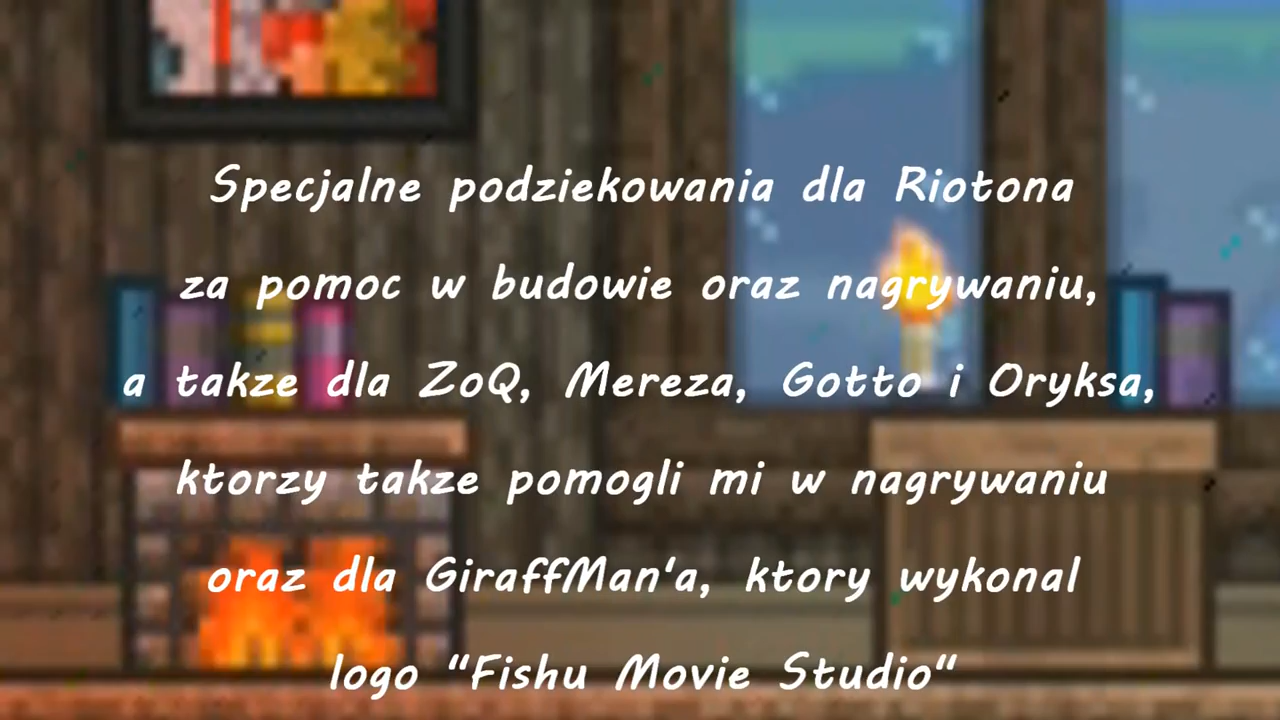 Specjalne podziekowania dla Riotona
za pomoc w budowie oraz nagrywaniu,
a takze dla ZoQ, Mereza, Gotto i Oryksa,
ktorzy takze pomogli mi w nagrywaniu
oraz dla GiraffMan'a, ktory wykonal
logo "Fishu Movie Studio"